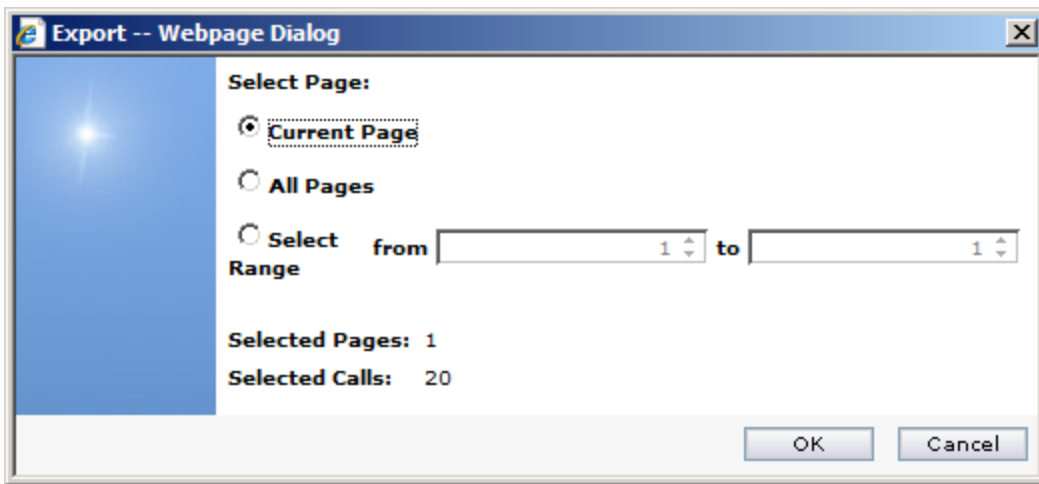 Export -- Webpage Dialog
Select Page:
Current Page
All Pages
Select Range from 1 to 1
Selected Pages: 1
Selected Calls: 20
OK Cancel